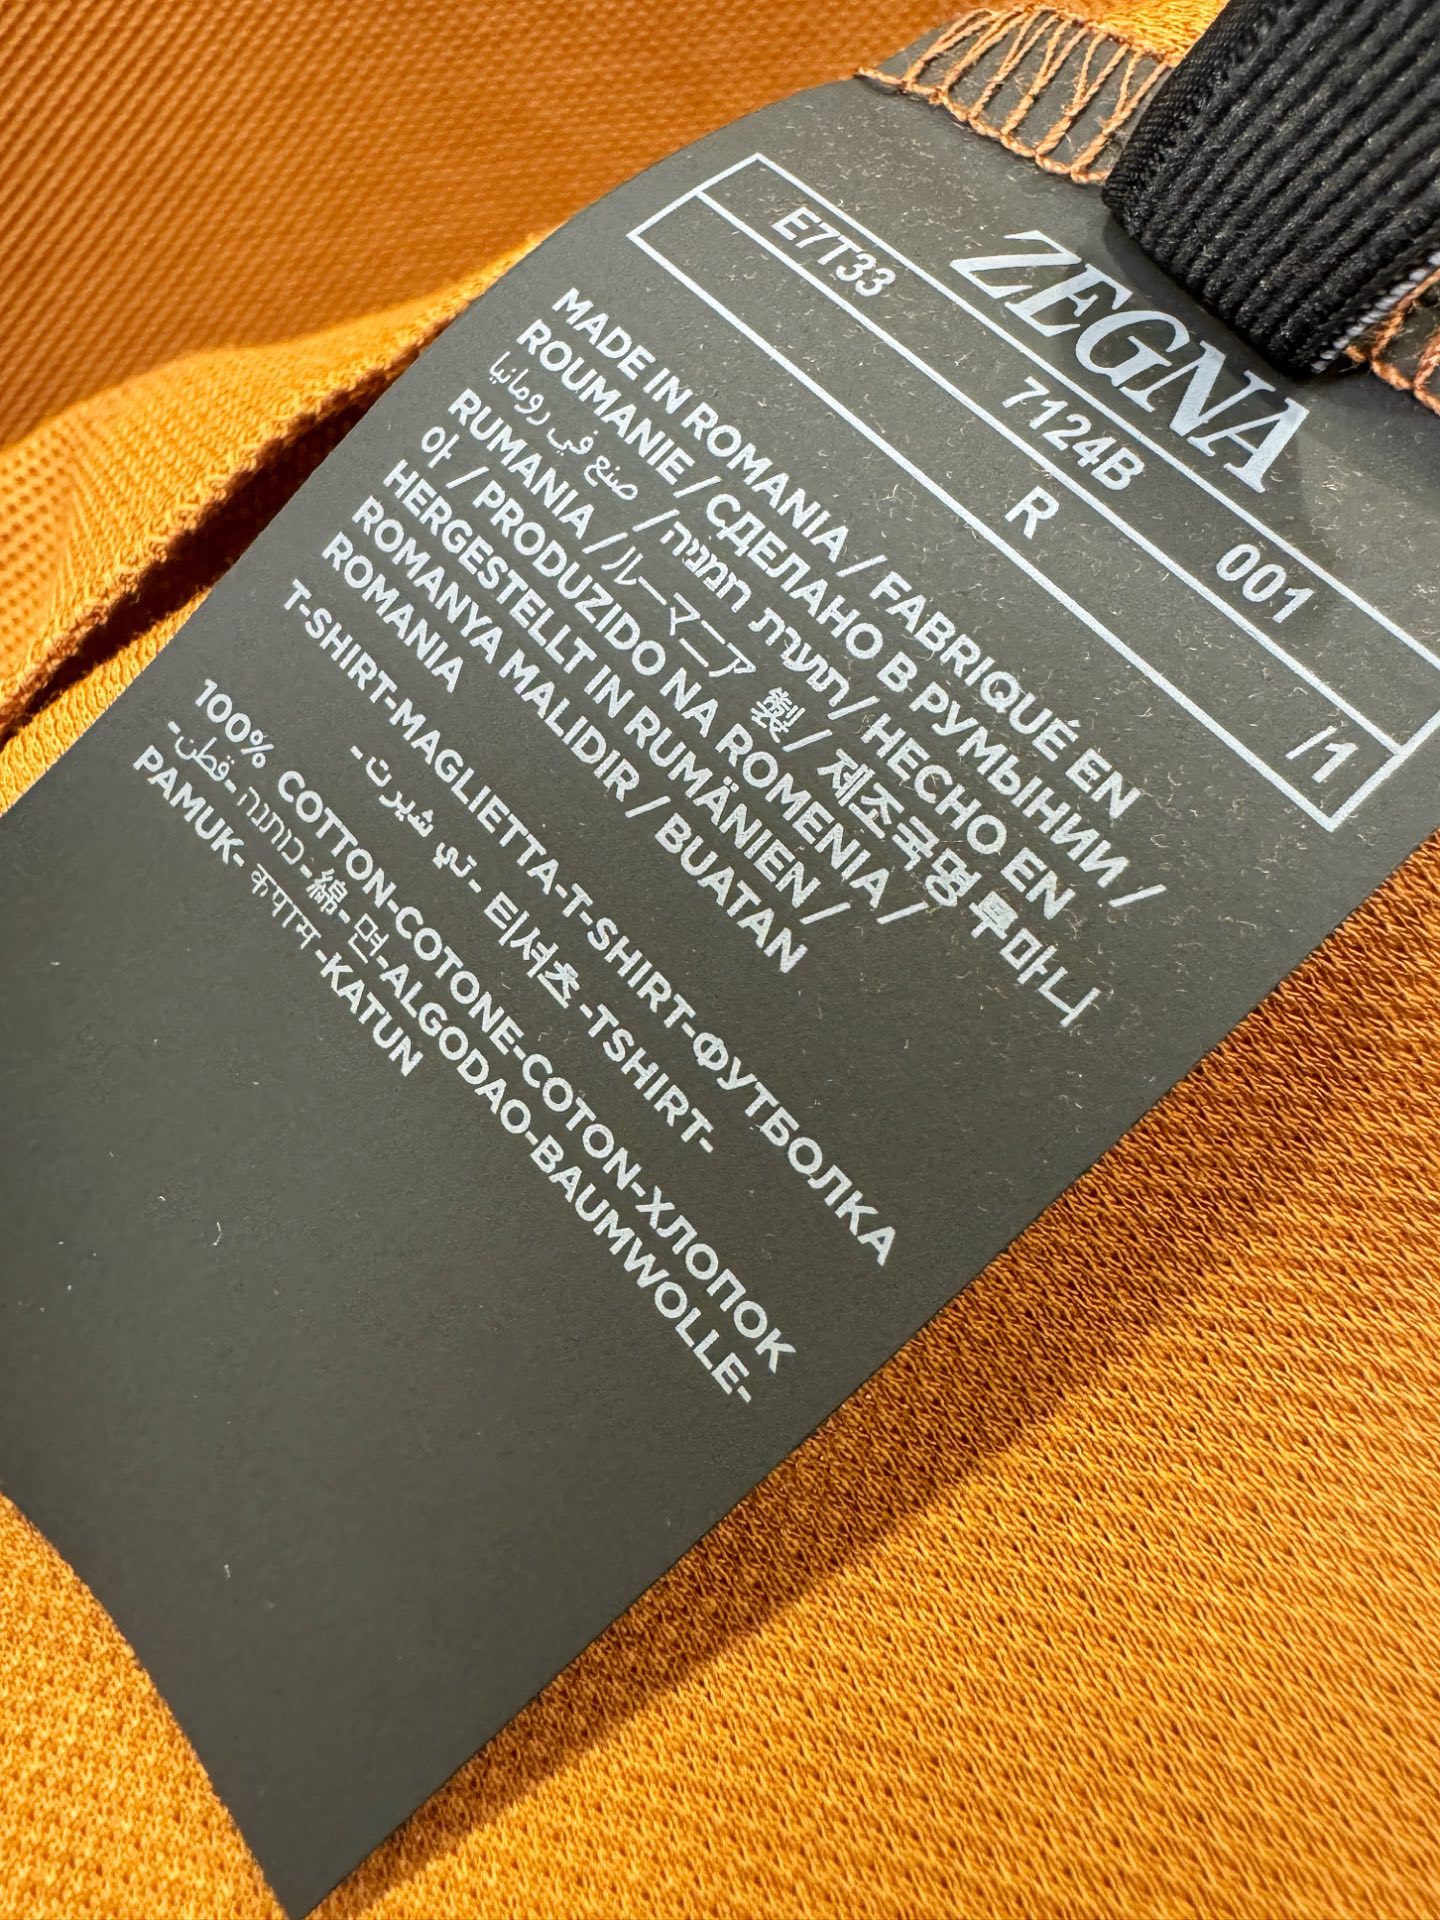 ZEGNA
E7T33 7124B 001
R /1
MADE IN ROMANIA / FABRIQUÉ EN
ROUMANIE / СДЕЛАНО В РУМЫНИИ /
صنع في رومانيا / תוצרת רומניה / HECHO EN
RUMANIA / ルーマニア 製 / 제조국명 루마니
아 / PRODUZIDO NA ROMENIA /
HERGESTELLT IN RUMÄNIEN /
ROMANYA MALIDIR / BUATAN
ROMANIA
T-SHIRT-MAGLIETTA-T-SHIRT-ФУТБОЛКА
-تي شيرت - 티셔츠 -TSHIRT-
100% COTTON-COTONE-COTON-ХЛОПОК
-قطن-כותנה-綿-면-ALGODAO-BAUMWOLLE-
PAMUK- कपास -KATUN